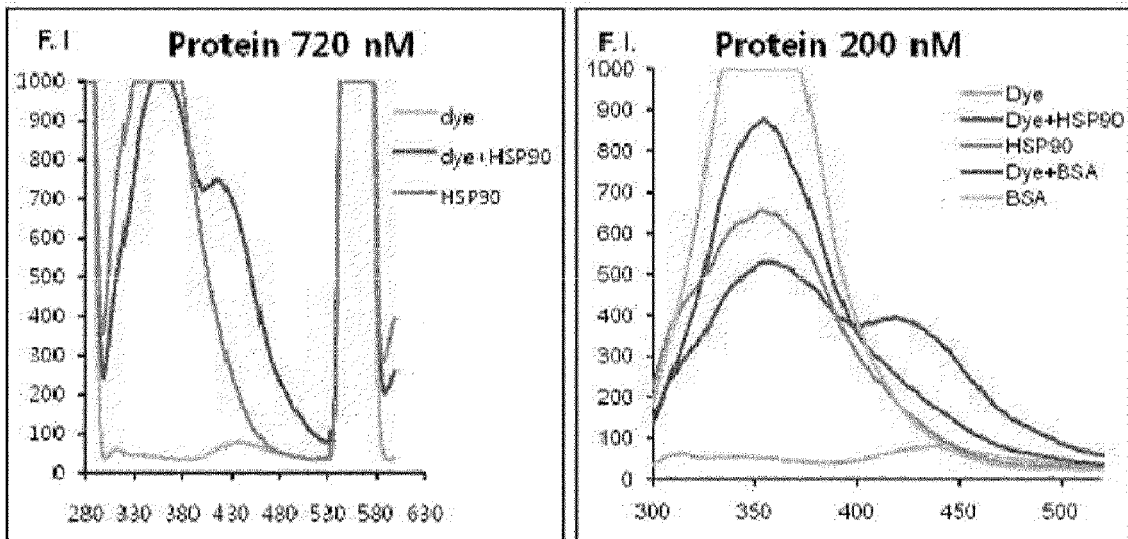 F. I
Protein 720 nM
1000
900
800
700
600
500
400
300
200
100
0
280 330 380 430 480 530 580 630
dye
dye+HSP90
HSP90
F. I.
Protein 200 nM
1000
900
800
700
600
500
400
300
200
100
0
300 350 400 450 500
Dye
Dye+HSP90
HSP90
Dye+BSA
BSA